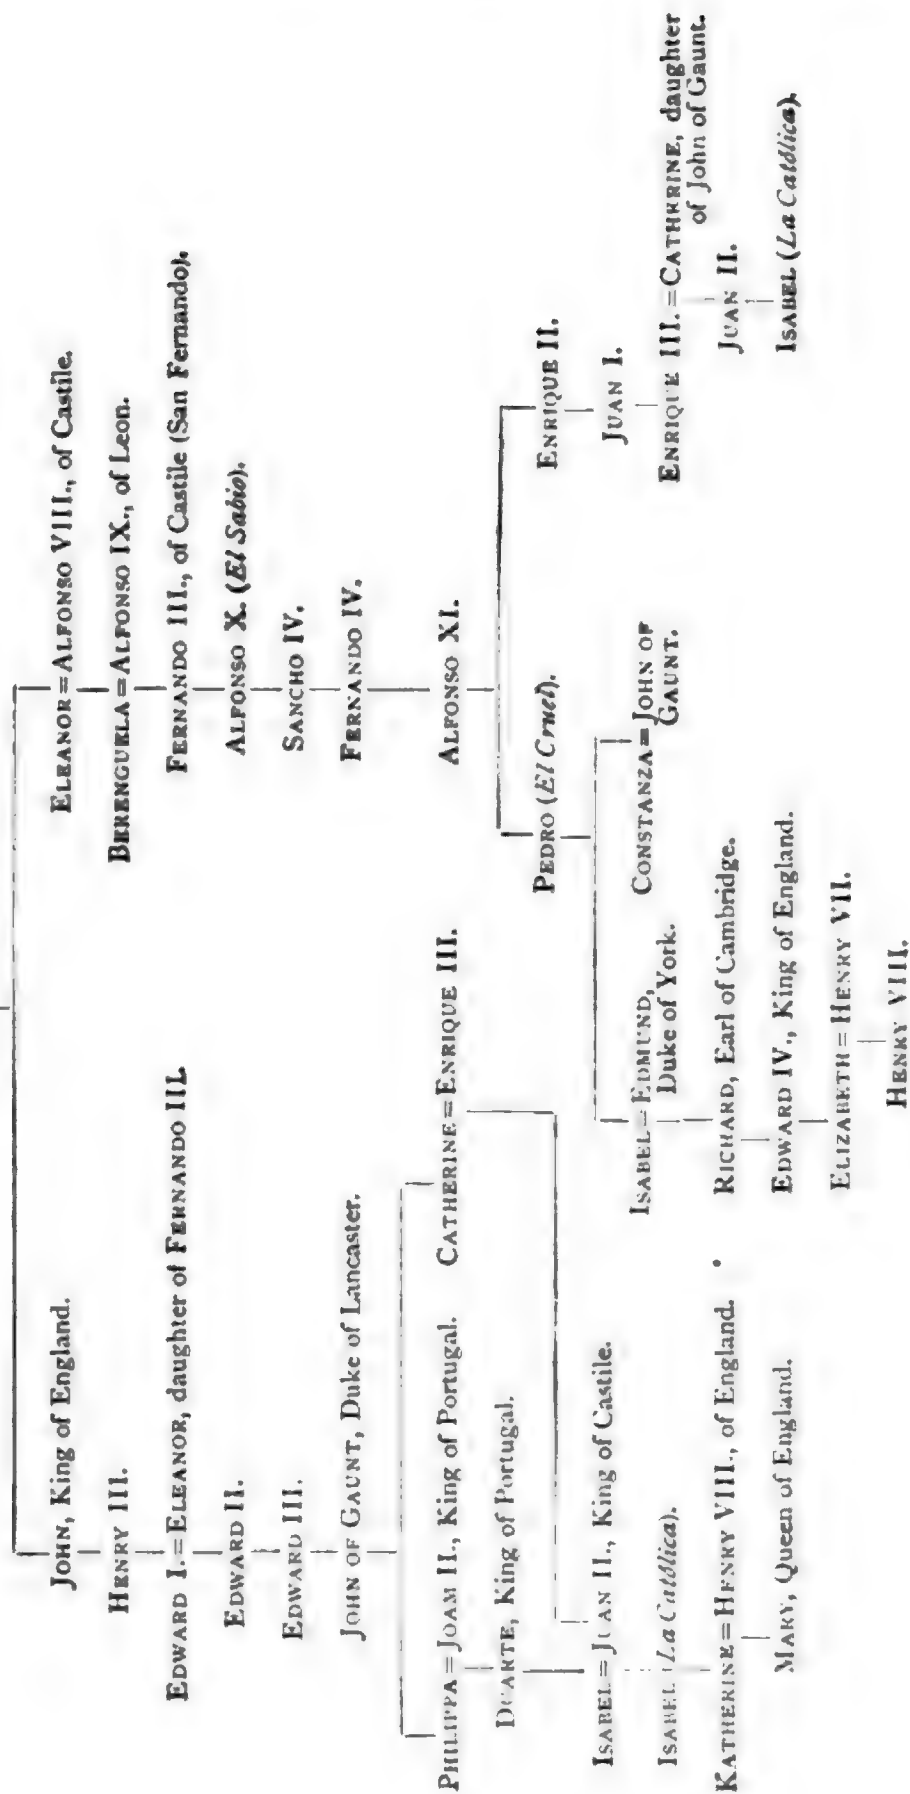 JOHN, King of England.
HENRY III.
EDWARD I. = ELEANOR, daughter of FERNANDO III.
EDWARD II.
EDWARD III.
JOHN OF GAUNT, Duke of Lancaster.
PHILIPPA = JOAM II., King of Portugal. CATHERINE = ENRIQUE III.
DUARTE, King of Portugal.
ISABEL = JUAN II., King of Castile.
ISABEL (La Católica).
KATHERINE = HENRY VIII., of England.
MARY, Queen of England.
ELEANOR = ALFONSO VIII., of Castile.
BERENGUELA = ALFONSO IX., of Leon.
FERNANDO III., of Castile (San Fernando).
ALFONSO X. (El Sabio).
SANCHO IV.
FERNANDO IV.
ALFONSO XI.
PEDRO (El Cruel). ENRIQUE II.
JUAN I.
ISABEL = EDMUND,
Duke of York.
CONSTANZA = JOHN OF
GAUNT.
ENRIQUE III. = CATHERINE, daughter
of John of Gaunt.
JUAN II.
ISABEL (La Católica).
RICHARD, Earl of Cambridge.
EDWARD IV., King of England.
ELIZABETH = HENRY VII.
HENRY VIII.